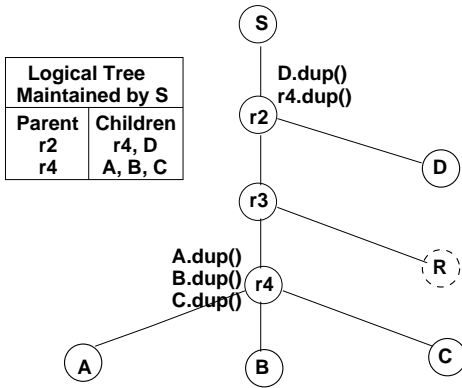 S
Logical Tree
Maintained by S
Parent Children
r2 r4, D
r4 A, B, C
D.dup()
r4.dup()
r2
D
r3
R
A.dup()
B.dup()
C.dup()
r4
A
B
C